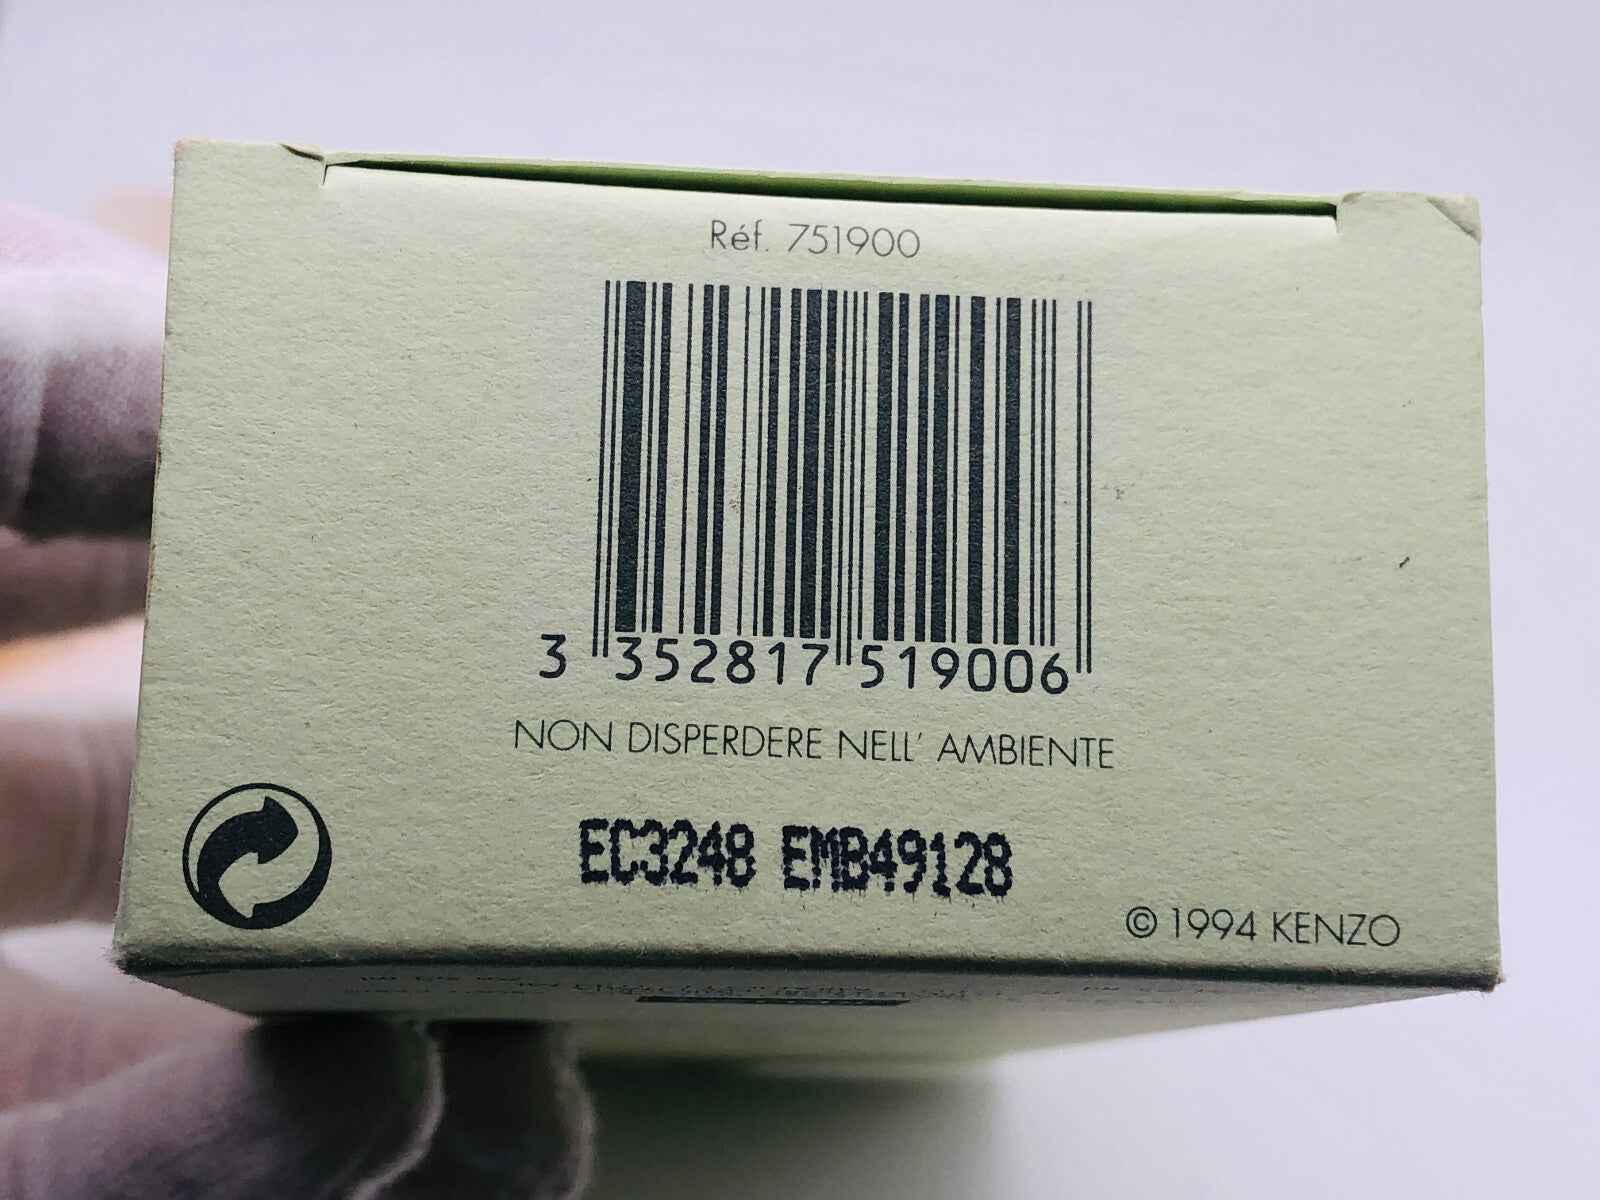 Réf. 751900
3 352817 519006
NON DISPERDERE NELL' AMBIENTE
EC3248 EMB49128
© 1994 KENZO